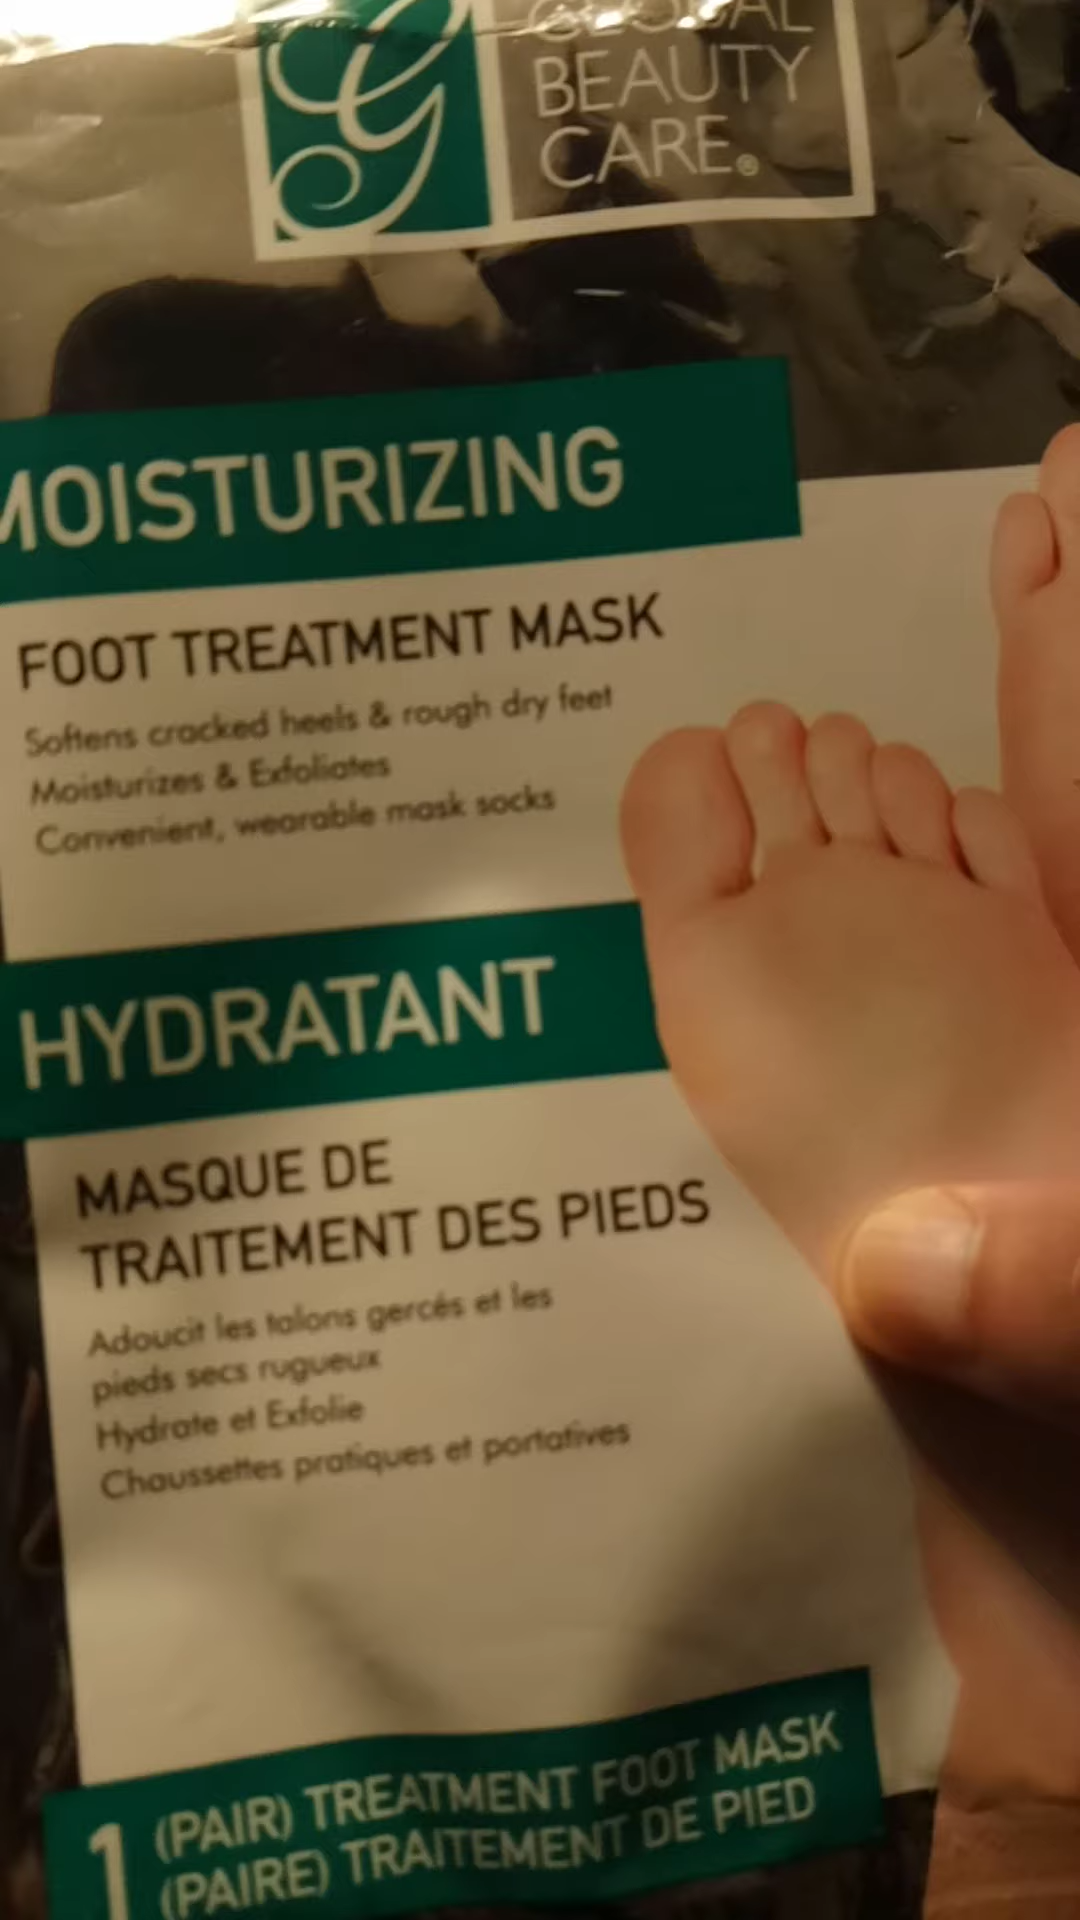 G
GLOBAL
BEAUTY
CARE®
MOISTURIZING
FOOT TREATMENT MASK
Softens cracked heels & rough dry feet
Moisturizes & Exfoliates
Convenient, wearable mask socks
HYDRATANT
MASQUE DE
TRAITEMENT DES PIEDS
Adoucit les talons gercés et les
pieds secs rugueux
Hydrate et Exfolie
Chaussettes pratiques et portatives
1 (PAIR) TREATMENT FOOT MASK
(PAIRE) TRAITEMENT DE PIED